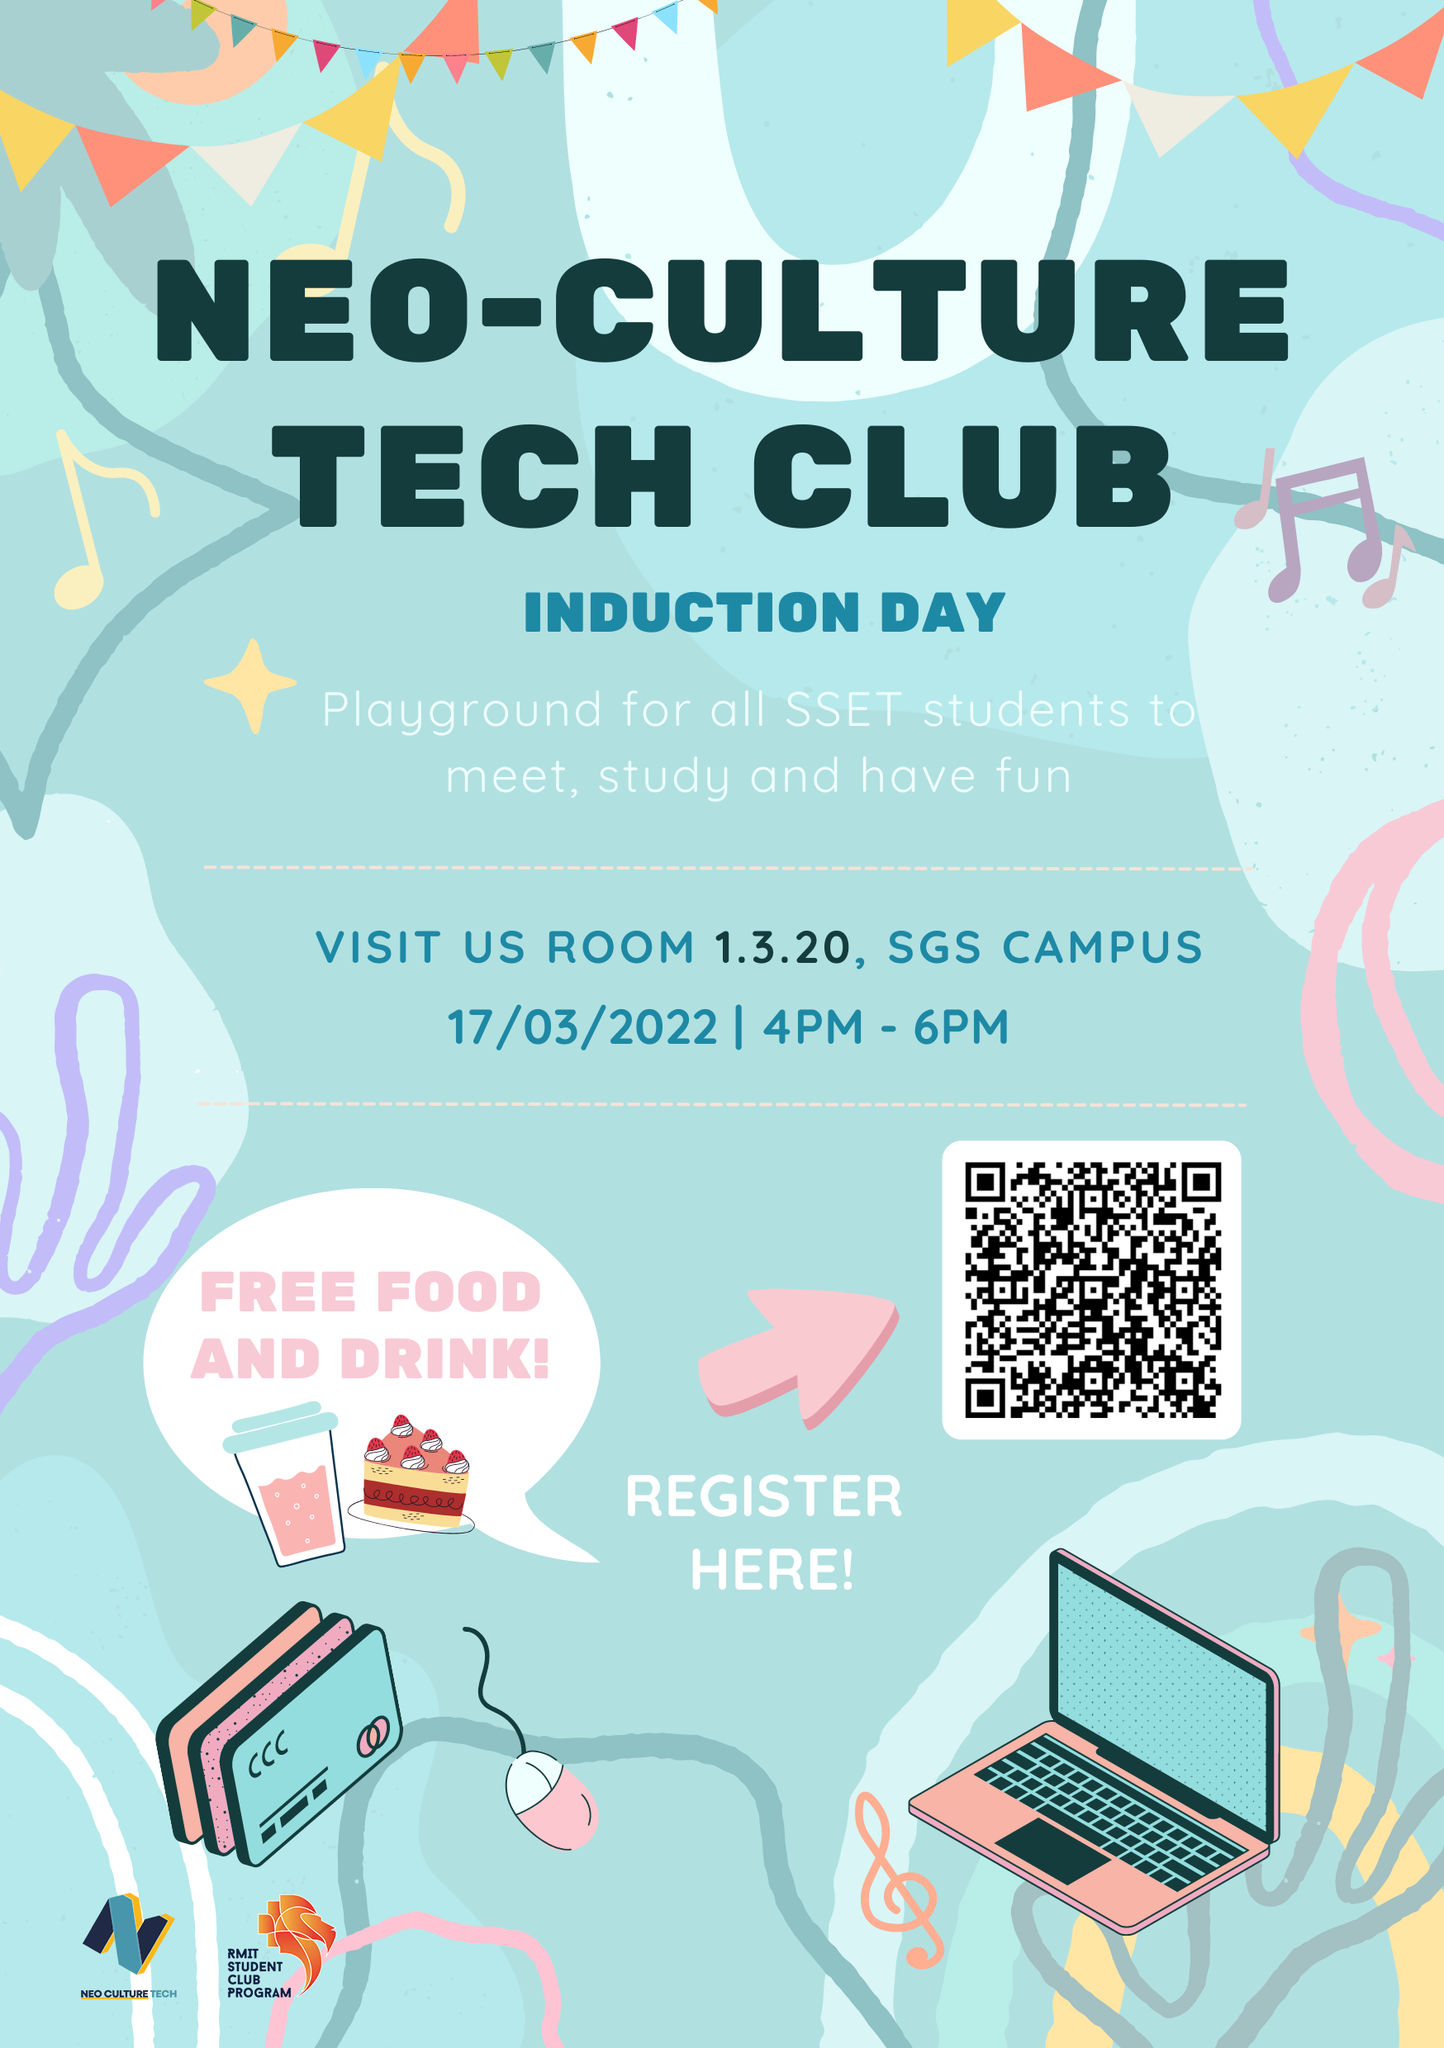 NEO-CULTURE
TECH CLUB
INDUCTION DAY
Playground for all SSET students to
meet, study and have fun
VISIT US ROOM 1.3.20, SGS CAMPUS
17/03/2022 | 4PM - 6PM
FREE FOOD
AND DRINK!
REGISTER
HERE!
NEO CULTURE TECH
RMIT
STUDENT
CLUB
PROGRAM